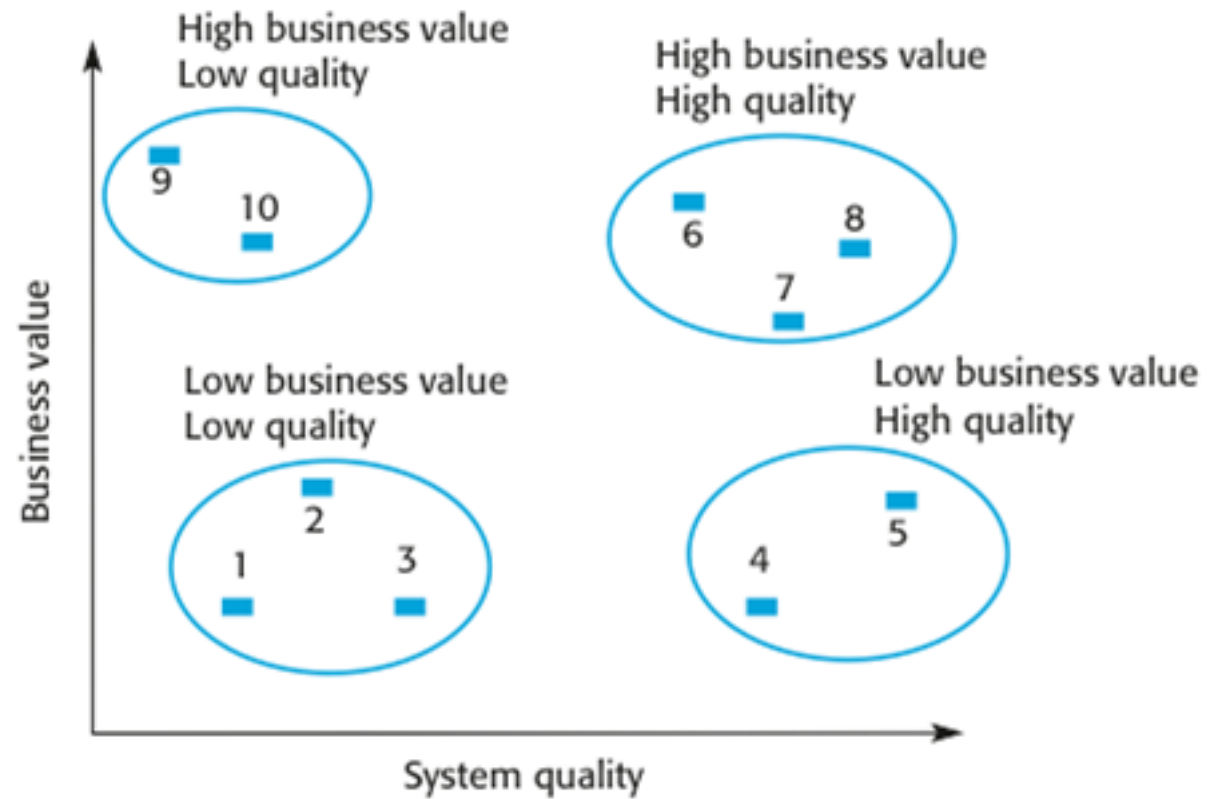 High business value
Low quality
High business value
High quality
9
10
6
8
7
Business value
Low business value
Low quality
Low business value
High quality
2
1
3
5
4
System quality